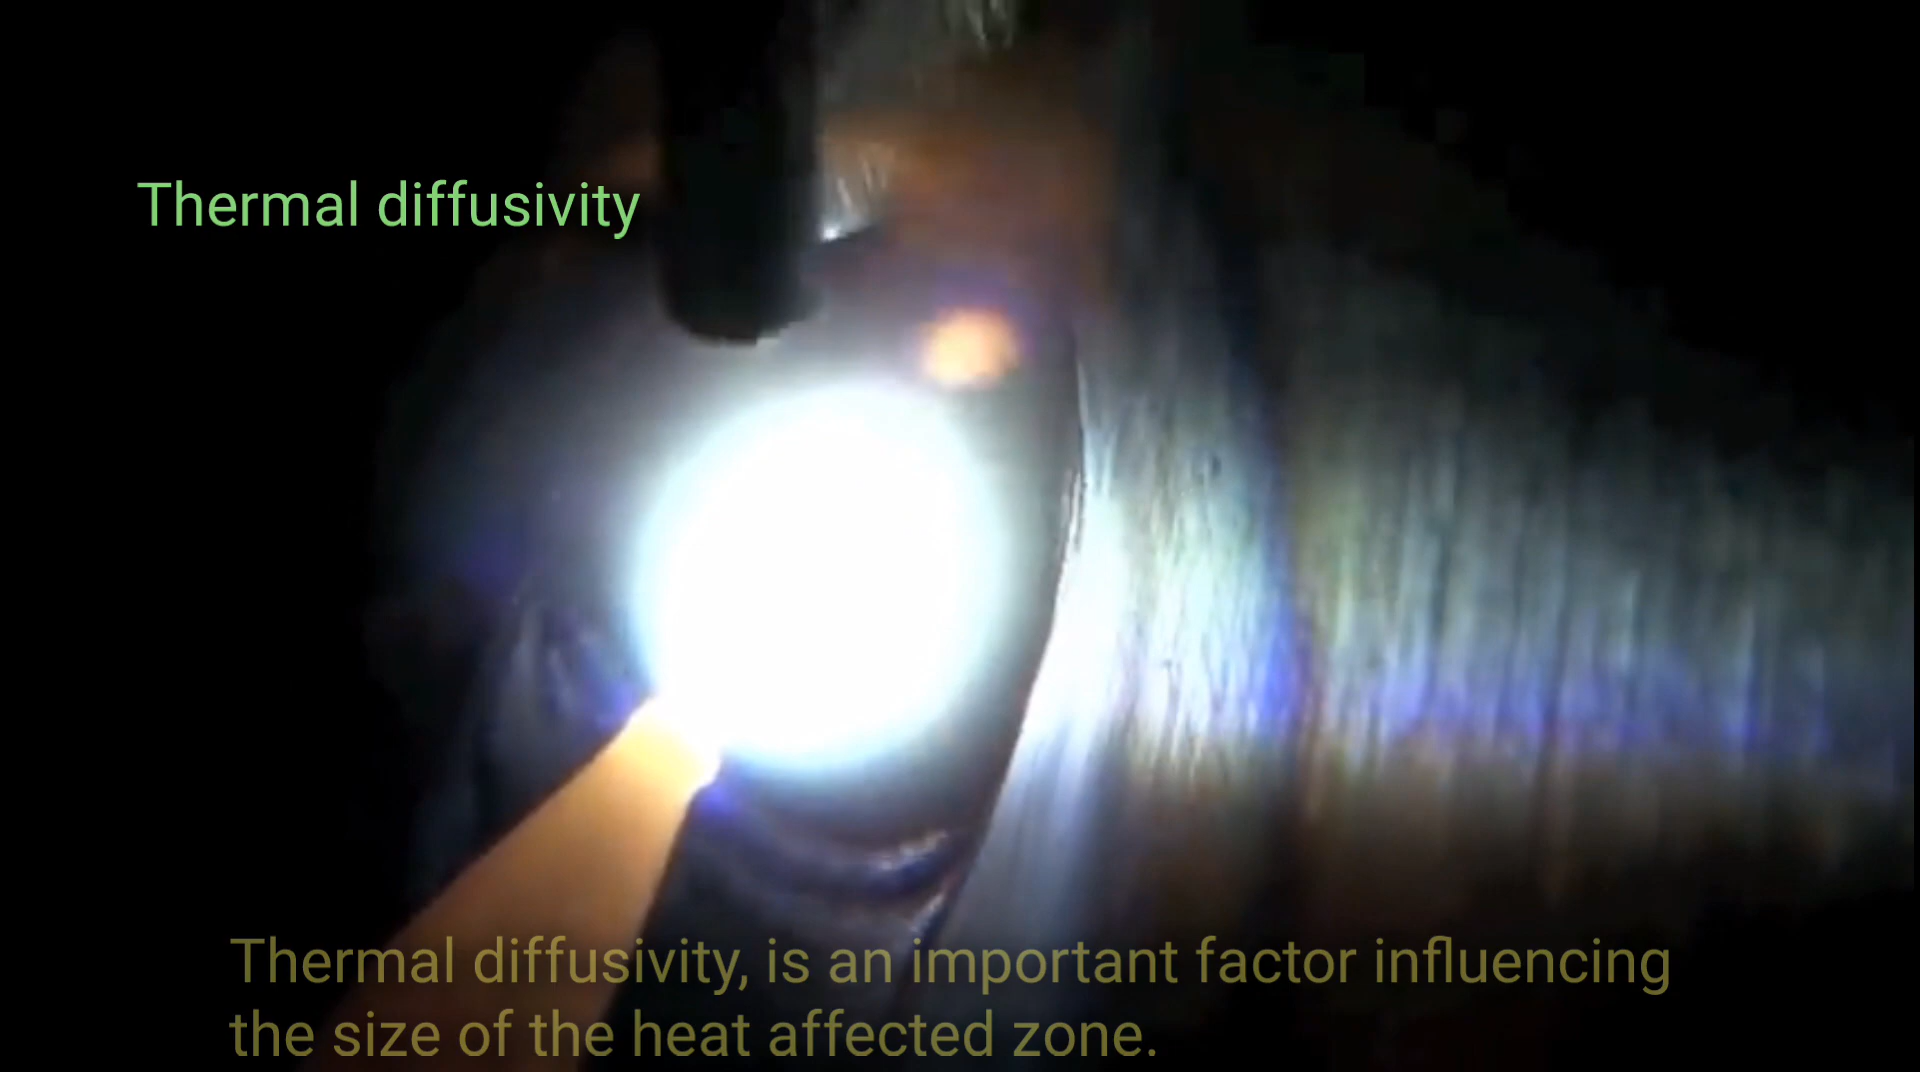 Thermal diffusivity
Thermal diffusivity, is an important factor influencing
the size of the heat affected zone.